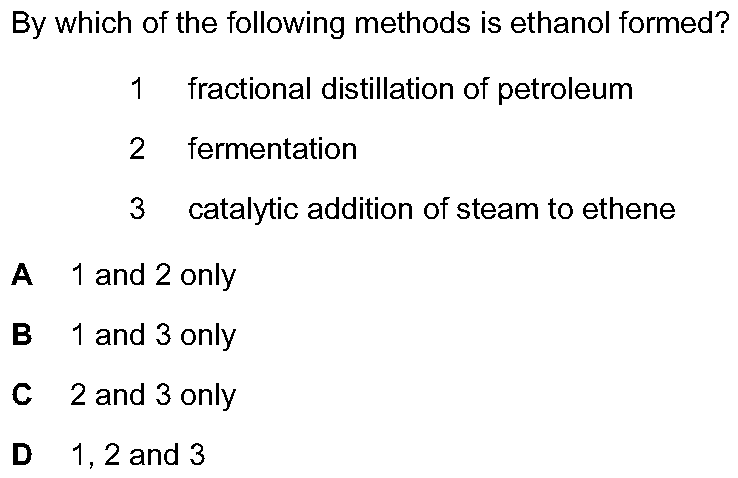 By which of the following methods is ethanol formed?
1 fractional distillation of petroleum
2 fermentation
3 catalytic addition of steam to ethene
A 1 and 2 only
B 1 and 3 only
C 2 and 3 only
D 1, 2 and 3